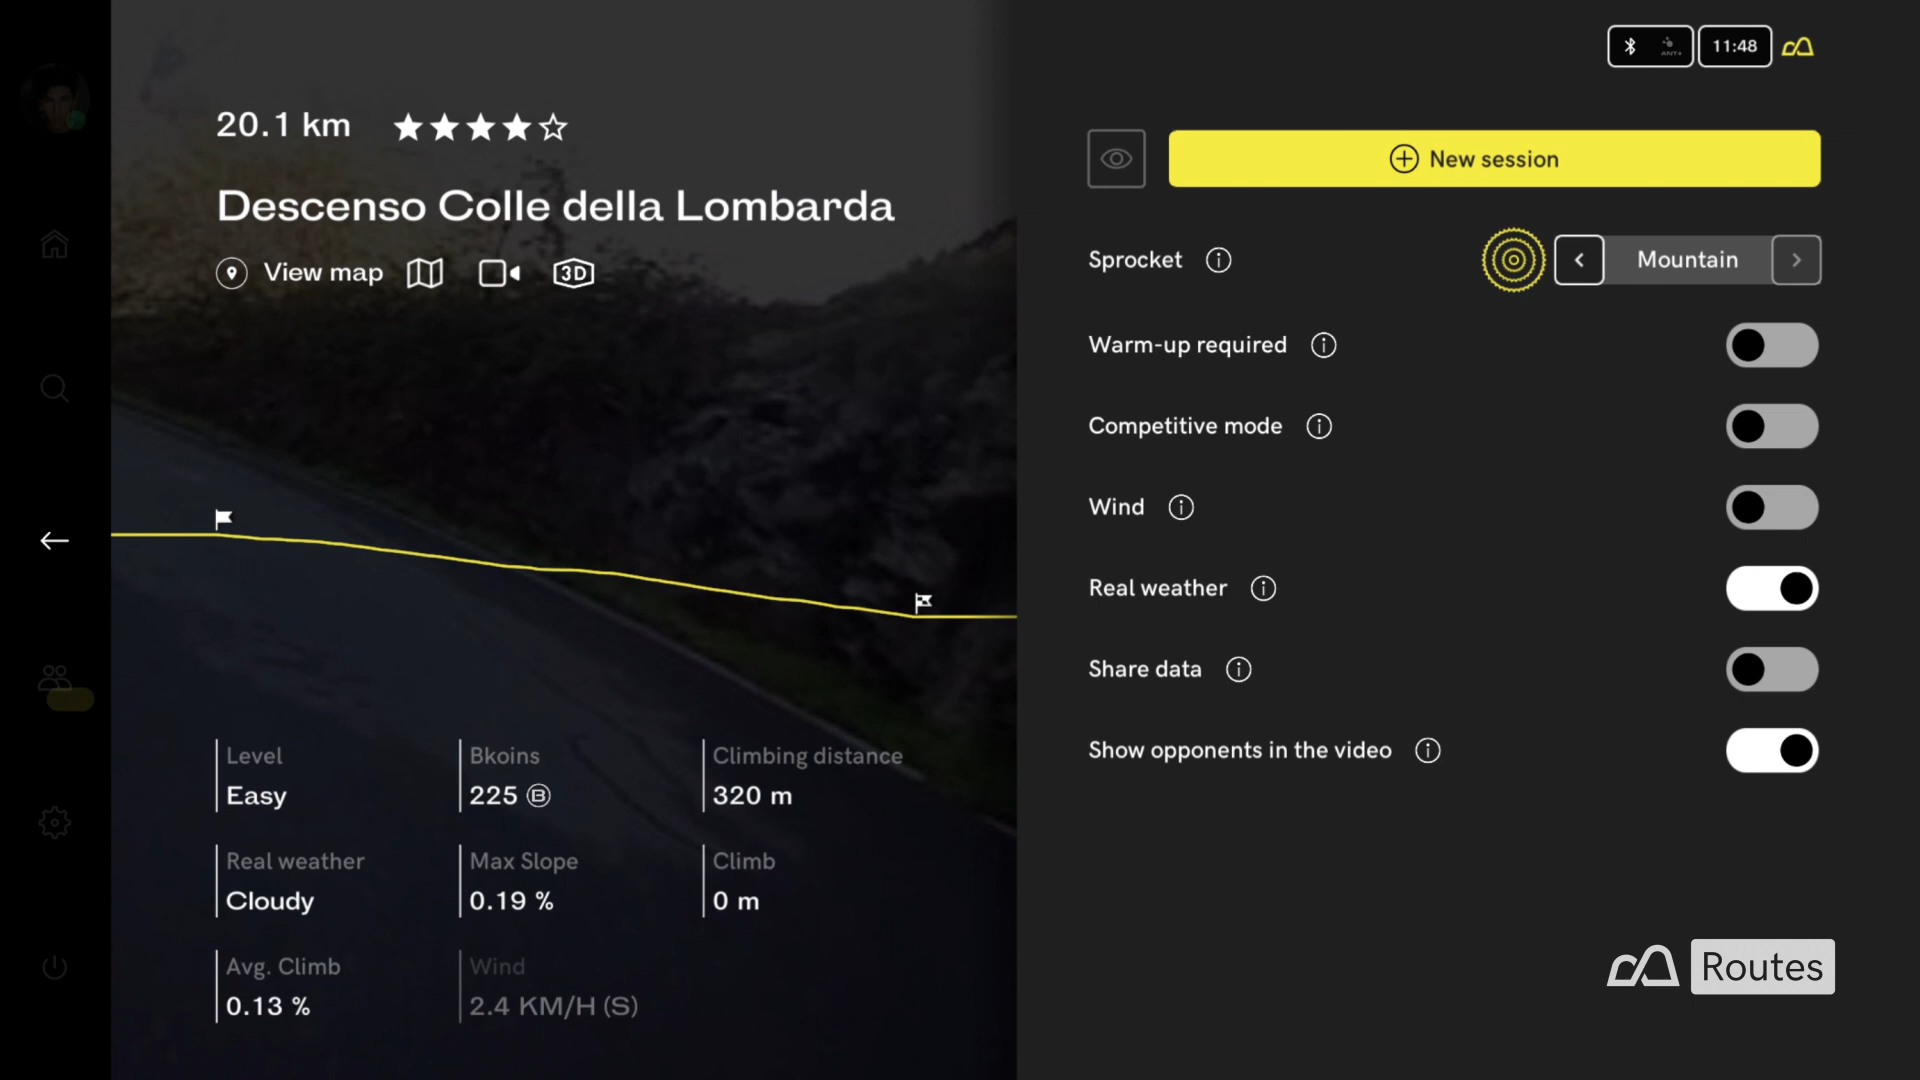 ANT+
11:48
20.1 km
Descenso Colle della Lombarda
View map
3D
New session
Sprocket
Mountain
Warm-up required
Competitive mode
Wind
Real weather
Share data
Show opponents in the video
Level
Easy
Bkoins
225 B
Climbing distance
320 m
Real weather
Cloudy
Max Slope
0.19 %
Climb
0 m
Avg. Climb
0.13 %
Wind
2.4 KM/H (S)
Routes